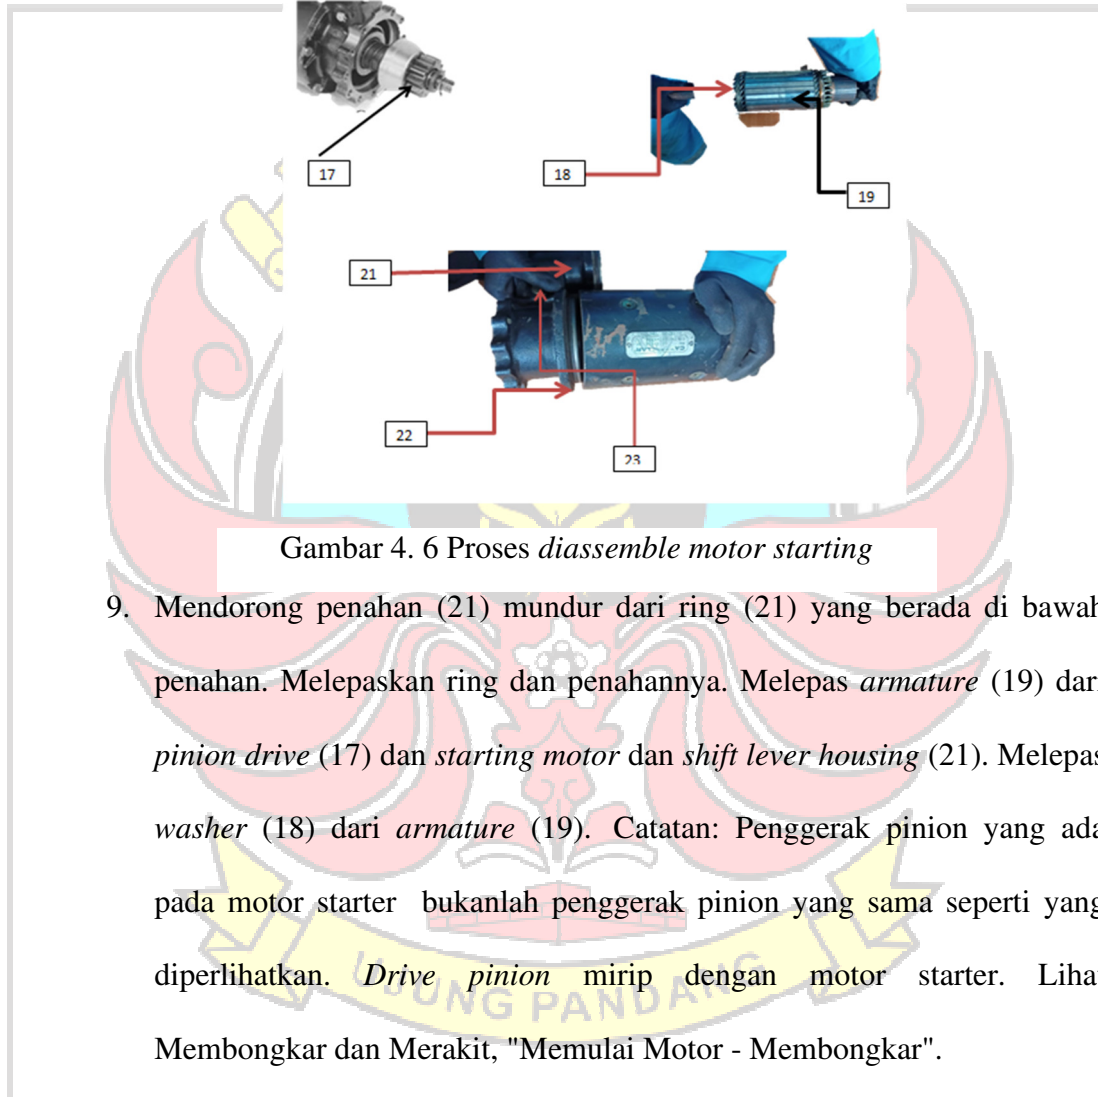 17
18
19
21
22
23
Gambar 4. 6 Proses diassemble motor starting
9. Mendorong penahan (21) mundur dari ring (21) yang berada di bawah
penahan. Melepaskan ring dan penahannya. Melepas armature (19) dari
pinion drive (17) dan starting motor dan shift lever housing (21). Melepas
washer (18) dari armature (19). Catatan: Penggerak pinion yang ada
pada motor starter bukanlah penggerak pinion yang sama seperti yang
diperlihatkan. Drive pinion mirip dengan motor starter. Lihat
Membongkar dan Merakit, "Memulai Motor - Membongkar".
UJUNG PANDANG